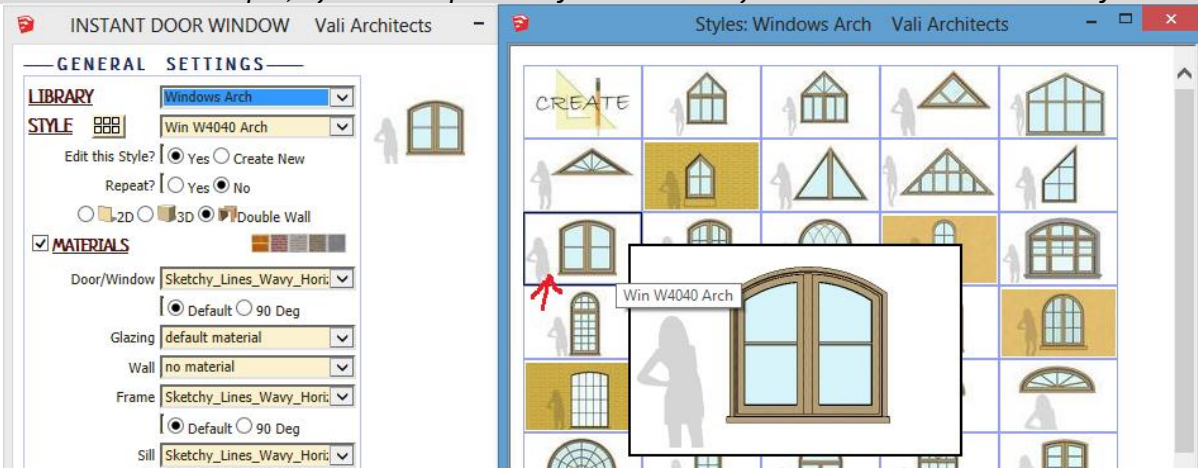 INSTANT DOOR WINDOW Vali Architects
GENERAL SETTINGS
LIBRARY Windows Arch
STYLE Win W4040 Arch
Edit this Style? Yes Create New
Repeat? Yes No
2D 3D Double Wall
MATERIALS
Door/Window Sketchy_Lines_Wavy_Hori
Default 90 Deg
Glazing default material
Wall no material
Frame Sketchy_Lines_Wavy_Hori
Default 90 Deg
Sill Sketchy_Lines_Wavy_Hori
Styles: Windows Arch Vali Architects
CREATE
Win W4040 Arch